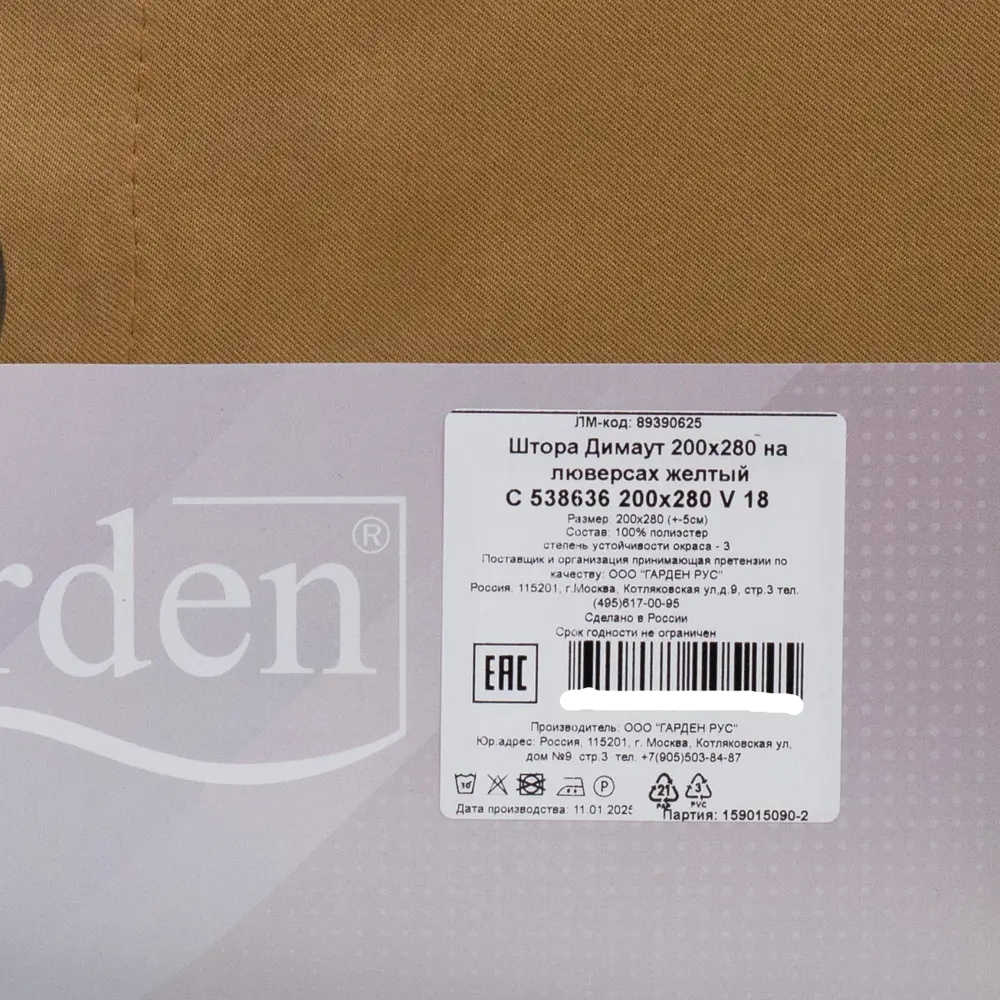 rden
®
ЛМ-код: 89390625
Штора Димаут 200x280 на
люверсах желтый
С 538636 200x280 V 18
Размер: 200x280 (+-5см)
Состав: 100% полиэстер
степень устойчивости окраса - 3
Поставщик и организация принимающая претензии по
качеству: ООО "ГАРДЕН РУС"
Россия. 115201, г.Москва, Котляковская ул,д.9, стр.3 тел.
(495)617-00-95
Сделано в России
Срок годности не ограничен
ЕАС
Производитель: ООО "ГАРДЕН РУС"
Юр.адрес: Россия, 115201, г. Москва, Котляковская ул,
дом №9 стр.3 тел. +7(905)503-84-87
P
21
PAP
3
PVC
Дата производства: 11.01.2025
Партия: 159015090-2